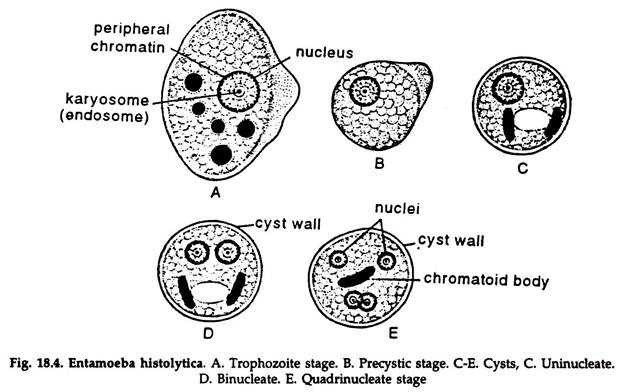 peripheral
chromatin
nucleus
karyosome
(endosome)
A
B
C
cyst wall
D
nuclei
cyst wall
chromatoid body
E
Fig. 18.4. Entamoeba histolytica. A. Trophozoite stage. B. Precystic stage. C-E. Cysts, C. Uninucleate.
D. Binucleate. E. Quadrinucleate stage